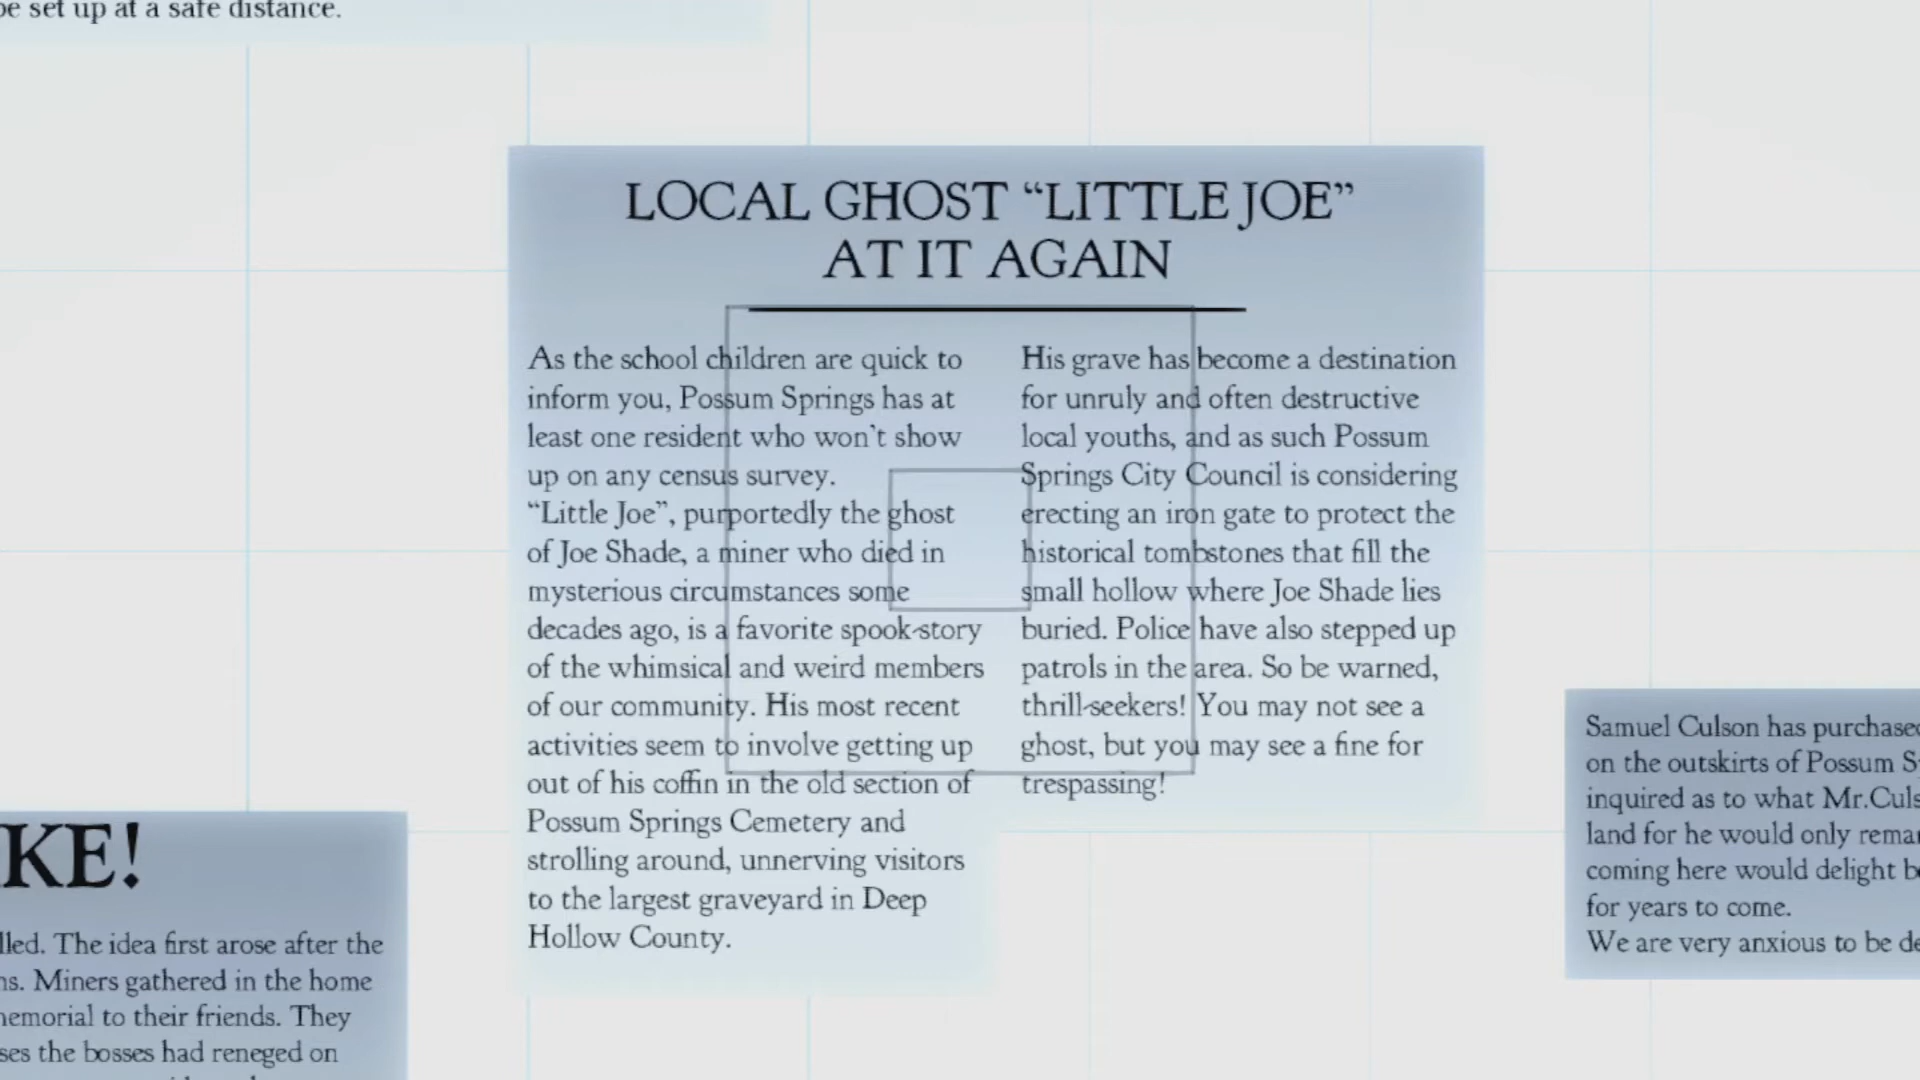 be set up at a safe distance.
LOCAL GHOST “LITTLE JOE”
AT IT AGAIN
As the school children are quick to
inform you, Possum Springs has at
least one resident who won`t show
up on any census survey.
“Little Joe”, purportedly the ghost
of Joe Shade, a miner who died in
mysterious circumstances some
decades ago, is a favorite spook-story
of the whimsical and weird members
of our community. His most recent
activities seem to involve getting up
out of his coffin in the old section of
Possum Springs Cemetery and
strolling around, unnerving visitors
to the largest graveyard in Deep
Hollow County.
His grave has become a destination
for unruly and often destructive
local youths, and as such Possum
Springs City Council is considering
erecting an iron gate to protect the
historical tombstones that fill the
small hollow where Joe Shade lies
buried. Police have also stepped up
patrols in the area. So be warned,
thrill-seekers! You may not see a
ghost, but you may see a fine for
trespassing!
KE!
lled. The idea first arose after the
ns. Miners gathered in the home
memorial to their friends. They
ses the bosses had reneged on
Samuel Culson has purchased
on the outskirts of Possum S
inquired as to what Mr.Culs
land for he would only rema
coming here would delight b
for years to come.
We are very anxious to be de